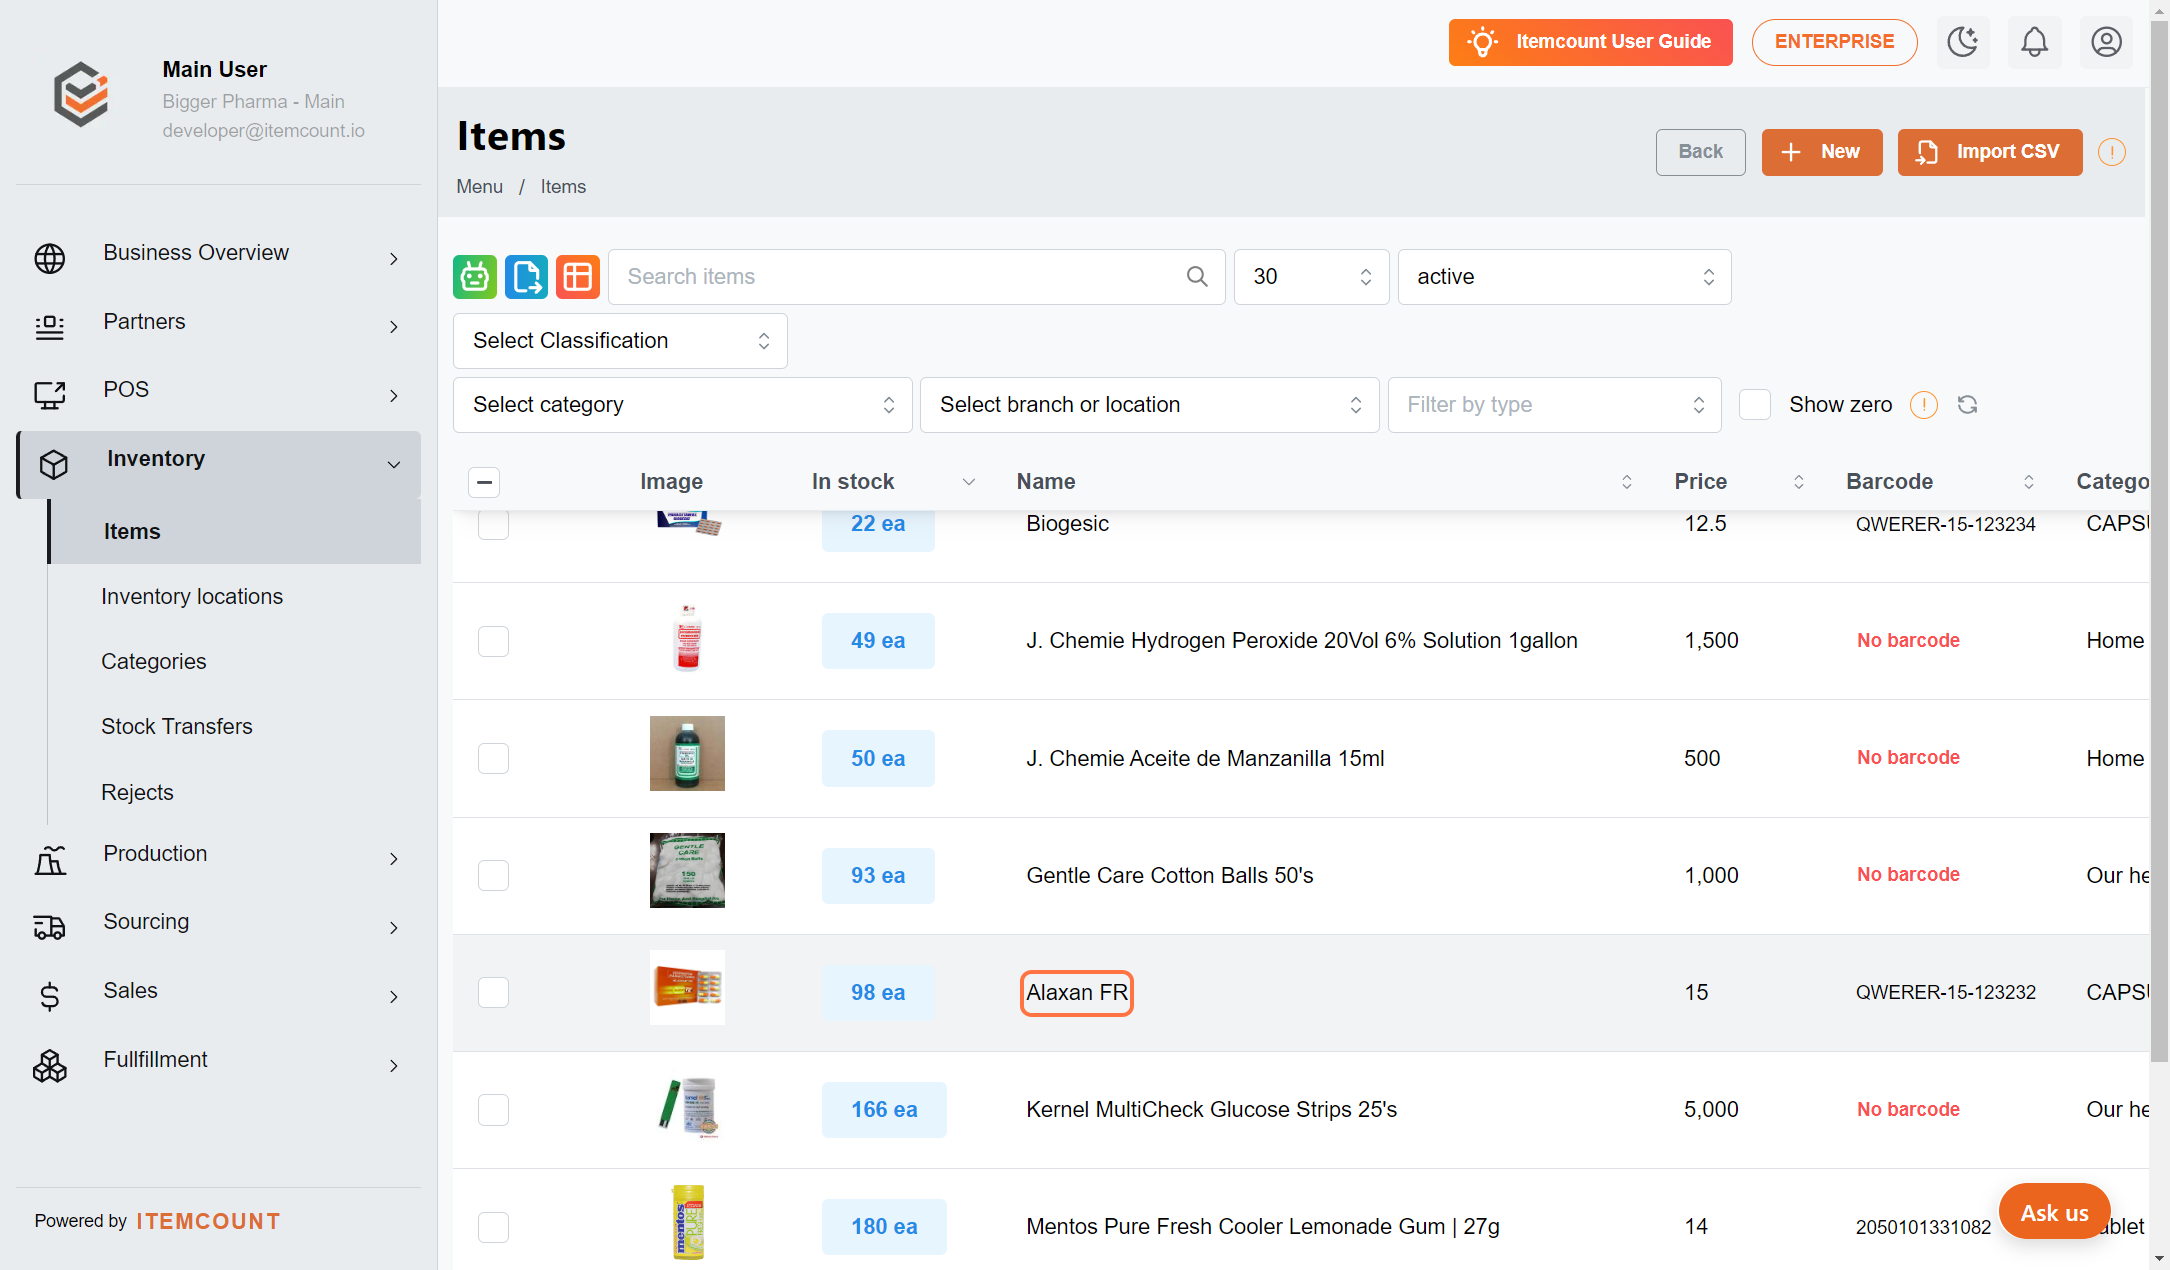 Main User
Bigger Pharma - Main
developer@itemcount.io
Business Overview
Partners
POS
Inventory
Items
Inventory locations
Categories
Stock Transfers
Rejects
Production
Sourcing
Sales
Fullfillment
Powered by ITEMCOUNT
Itemcount User Guide
ENTERPRISE
Items
Menu / Items
Back
New
Import CSV
Search items
30
active
Select Classification
Select category
Select branch or location
Filter by type
Show zero
Image In stock Name Price Barcode Catego
22 ea Biogesic 12.5 QWERER-15-123234 CAPSU
49 ea J. Chemie Hydrogen Peroxide 20Vol 6% Solution 1gallon 1,500 No barcode Home
50 ea J. Chemie Aceite de Manzanilla 15ml 500 No barcode Home
GENTLE
CARE
93 ea Gentle Care Cotton Balls 50's 1,000 No barcode Our he
98 ea Alaxan FR 15 QWERER-15-123232 CAPSU
166 ea Kernel MultiCheck Glucose Strips 25's 5,000 No barcode Our he
mentos
PURE
180 ea Mentos Pure Fresh Cooler Lemonade Gum | 27g 14 2050101331082 ablet
Ask us